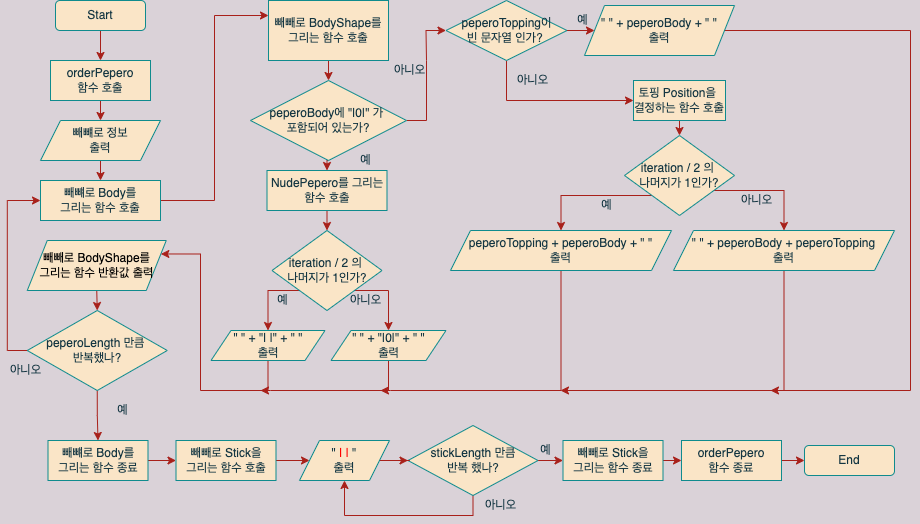 Start
orderPepero
함수 호출
빼빼로 정보
출력
빼빼로 Body를
그리는 함수 호출
빼빼로 BodyShape를
그리는 함수 호출
peperoBody에 "I0I" 가
포함되어 있는가?
아니오
예
NudePepero를 그리는
함수 호출
iteration / 2 의
나머지가 1인가?
예
아니오
" " + "I I" + " "
출력
" " + "I0I" + " "
출력
peperoTopping이
빈 문자열 인가?
예
" " + peperoBody + " "
출력
아니오
토핑 Position을
결정하는 함수 호출
iteration / 2 의
나머지가 1인가?
예
아니오
peperoTopping + peperoBody + " "
출력
" " + peperoBody + peperoTopping
출력
빼빼로 BodyShape를
그리는 함수 반환값 출력
peperoLength 만큼
반복했나?
아니오
예
빼빼로 Body를
그리는 함수 종료
빼빼로 Stick을
그리는 함수 호출
" I I "
출력
stickLength 만큼
반복 했나?
예
아니오
빼빼로 Stick을
그리는 함수 종료
orderPepero
함수 종료
End